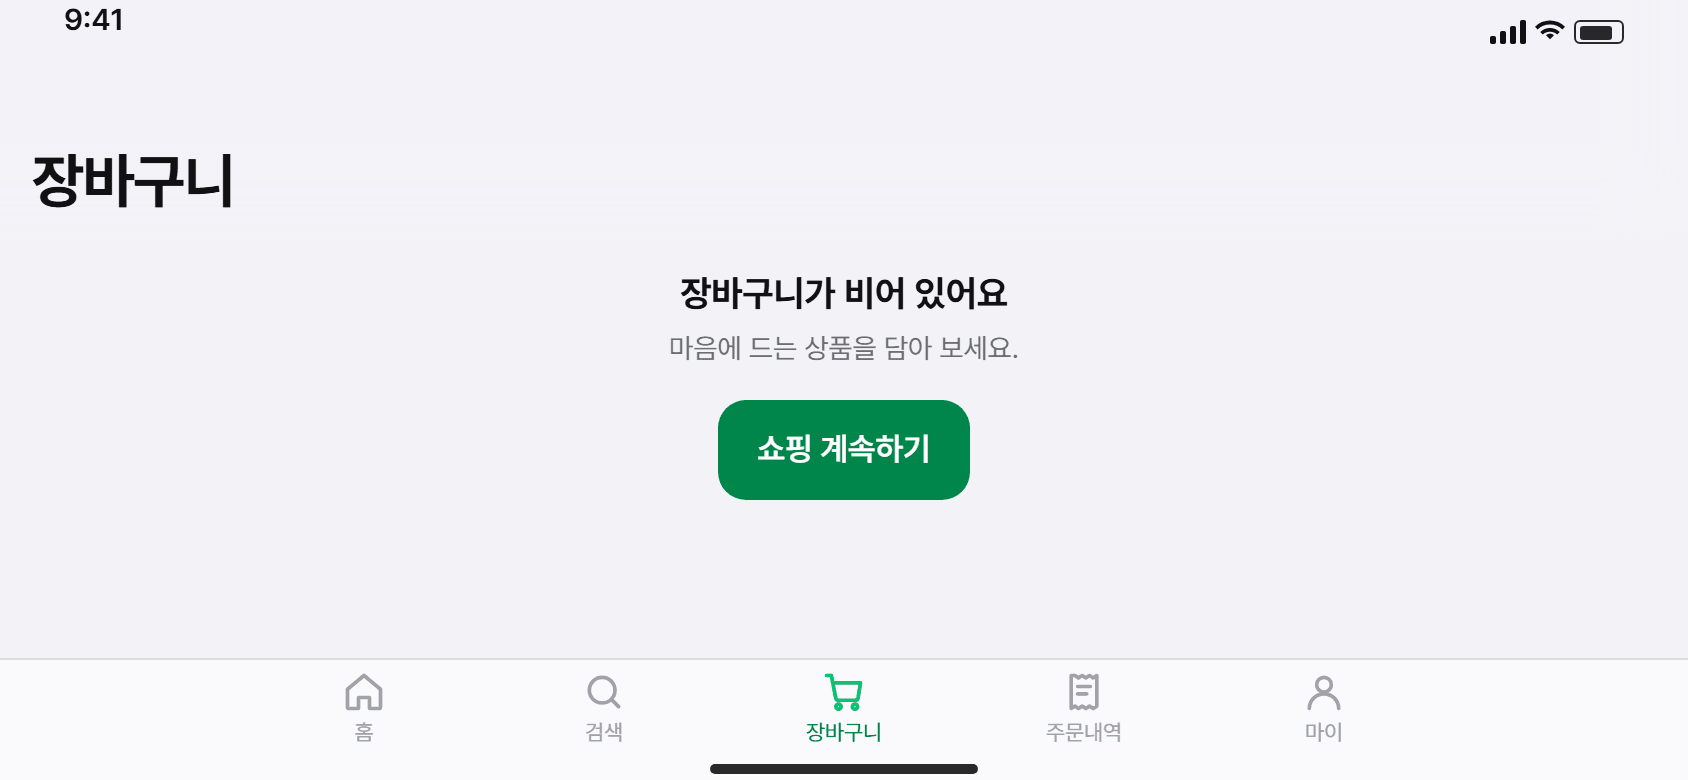 9:41
장바구니
장바구니가 비어 있어요
마음에 드는 상품을 담아 보세요.
쇼핑 계속하기
홈
검색
장바구니
주문내역
마이